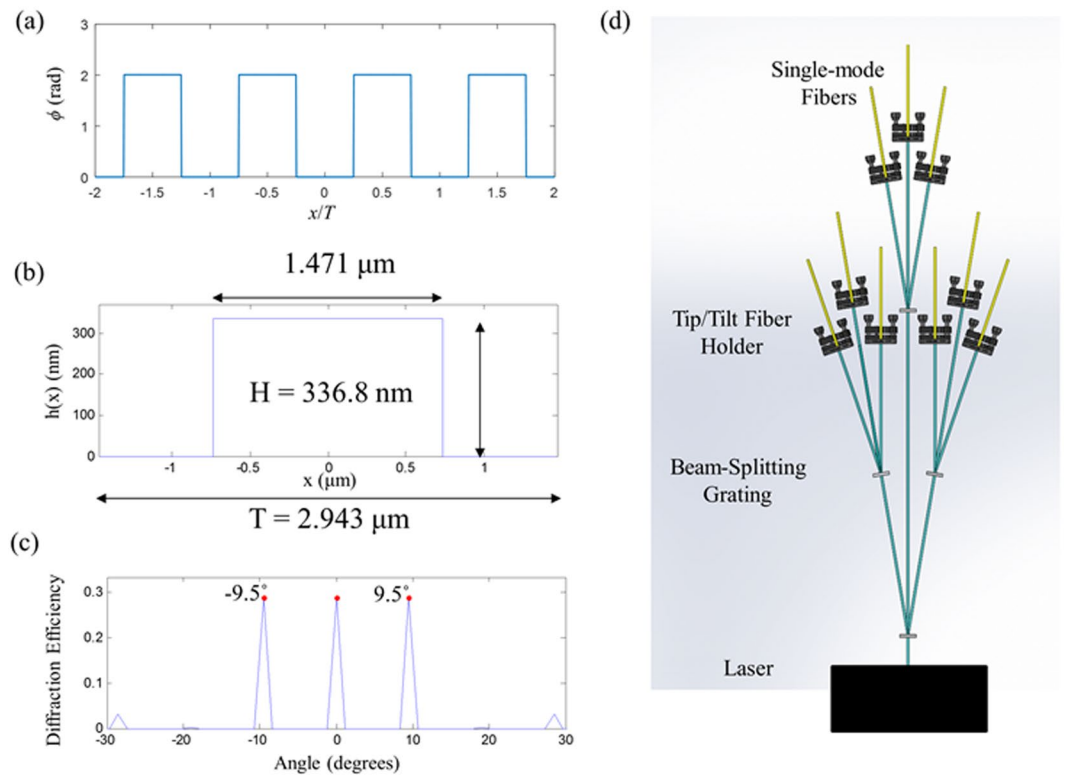 (a)
3
2
1
0
ϕ (rad)
-2 -1.5 -1 -0.5 0 0.5 1 1.5 2
x/T
(b)
1.471 μm
300
200
100
0
h(x) (nm)
H = 336.8 nm
-1 -0.5 0 0.5 1
x (μm)
T = 2.943 μm
(c)
0.3
0.2
0.1
0
Diffraction Efficiency
-9.5° 9.5°
-30 -20 -10 0 10 20 30
Angle (degrees)
(d)
Single-mode
Fibers
Tip/Tilt Fiber
Holder
Beam-Splitting
Grating
Laser